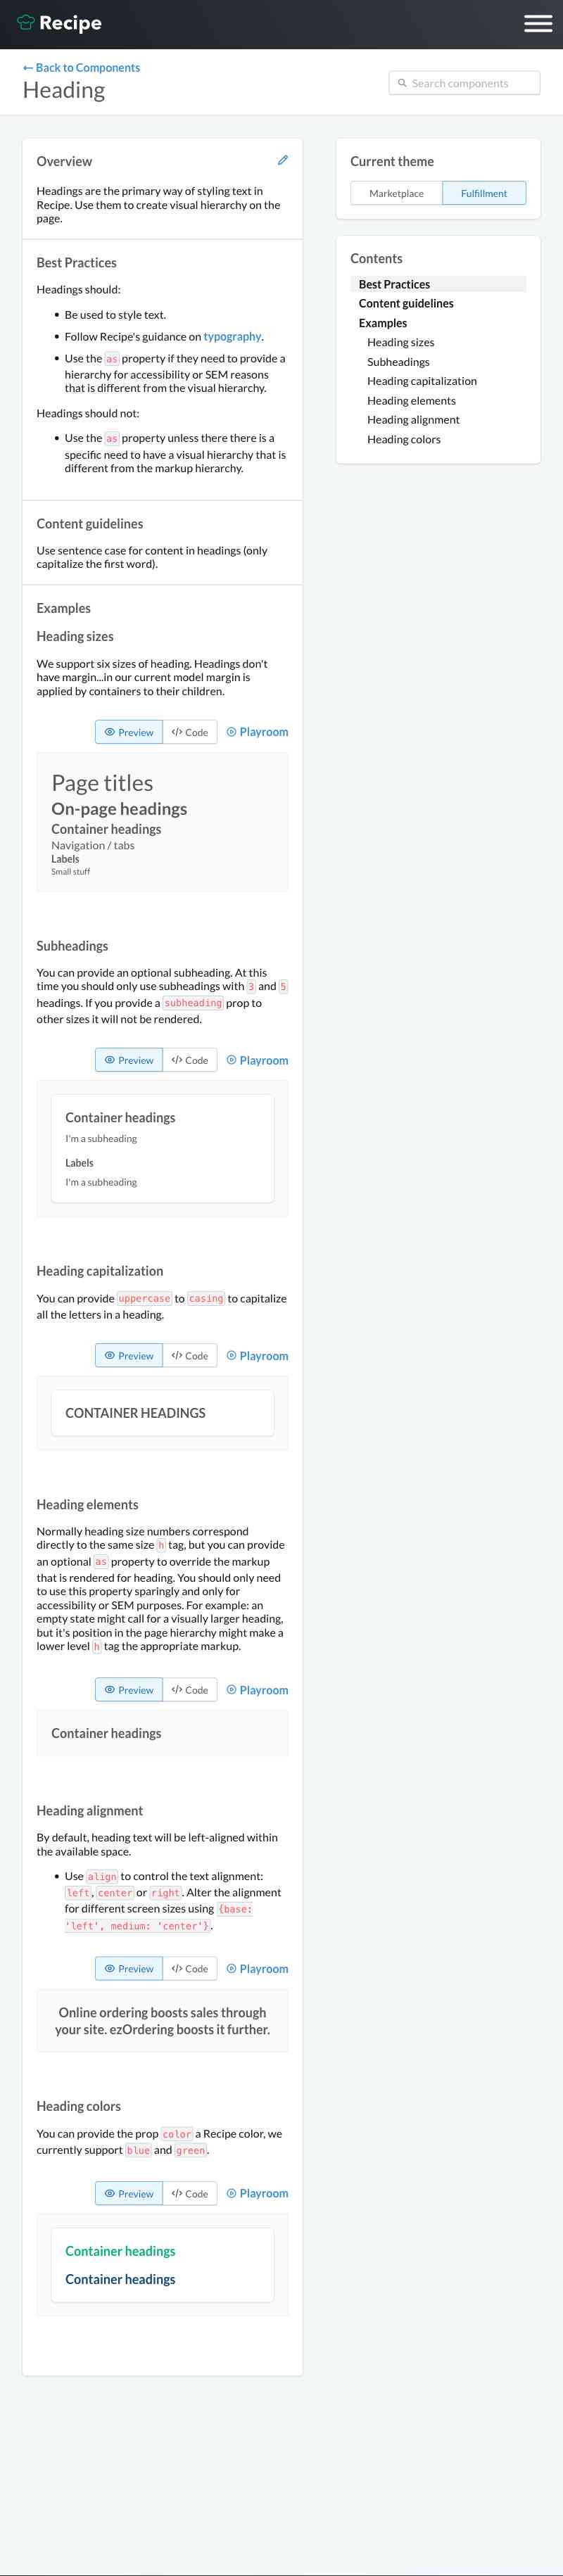 Recipe
← Back to Components
Heading
Search components
Overview
Headings are the primary way of styling text in
Recipe. Use them to create visual hierarchy on the
page.
Best Practices
Headings should:
• Be used to style text.
• Follow Recipe's guidance on typography.
• Use the as property if they need to provide a
hierarchy for accessibility or SEM reasons
that is different from the visual hierarchy.
Headings should not:
• Use the as property unless there there is a
specific need to have a visual hierarchy that is
different from the markup hierarchy.
Content guidelines
Use sentence case for content in headings (only
capitalize the first word).
Examples
Heading sizes
We support six sizes of heading. Headings don't
have margin...in our current model margin is
applied by containers to their children.
Preview Code Playroom
Page titles
On-page headings
Container headings
Navigation / tabs
Labels
Small stuff
Subheadings
You can provide an optional subheading. At this
time you should only use subheadings with 3 and 5
headings. If you provide a subheading prop to
other sizes it will not be rendered.
Preview Code Playroom
Container headings
I'm a subheading
Labels
I'm a subheading
Heading capitalization
You can provide uppercase to casing to capitalize
all the letters in a heading.
Preview Code Playroom
CONTAINER HEADINGS
Heading elements
Normally heading size numbers correspond
directly to the same size h tag, but you can provide
an optional as property to override the markup
that is rendered for heading. You should only need
to use this property sparingly and only for
accessibility or SEM purposes. For example: an
empty state might call for a visually larger heading,
but it's position in the page hierarchy might make a
lower level h tag the appropriate markup.
Preview Code Playroom
Container headings
Heading alignment
By default, heading text will be left-aligned within
the available space.
• Use align to control the text alignment:
left, center or right. Alter the alignment
for different screen sizes using {base:
'left', medium: 'center'}.
Preview Code Playroom
Online ordering boosts sales through
your site. ezOrdering boosts it further.
Heading colors
You can provide the prop color a Recipe color, we
currently support blue and green.
Preview Code Playroom
Container headings
Container headings
Current theme
Marketplace Fulfillment
Contents
Best Practices
Content guidelines
Examples
Heading sizes
Subheadings
Heading capitalization
Heading elements
Heading alignment
Heading colors